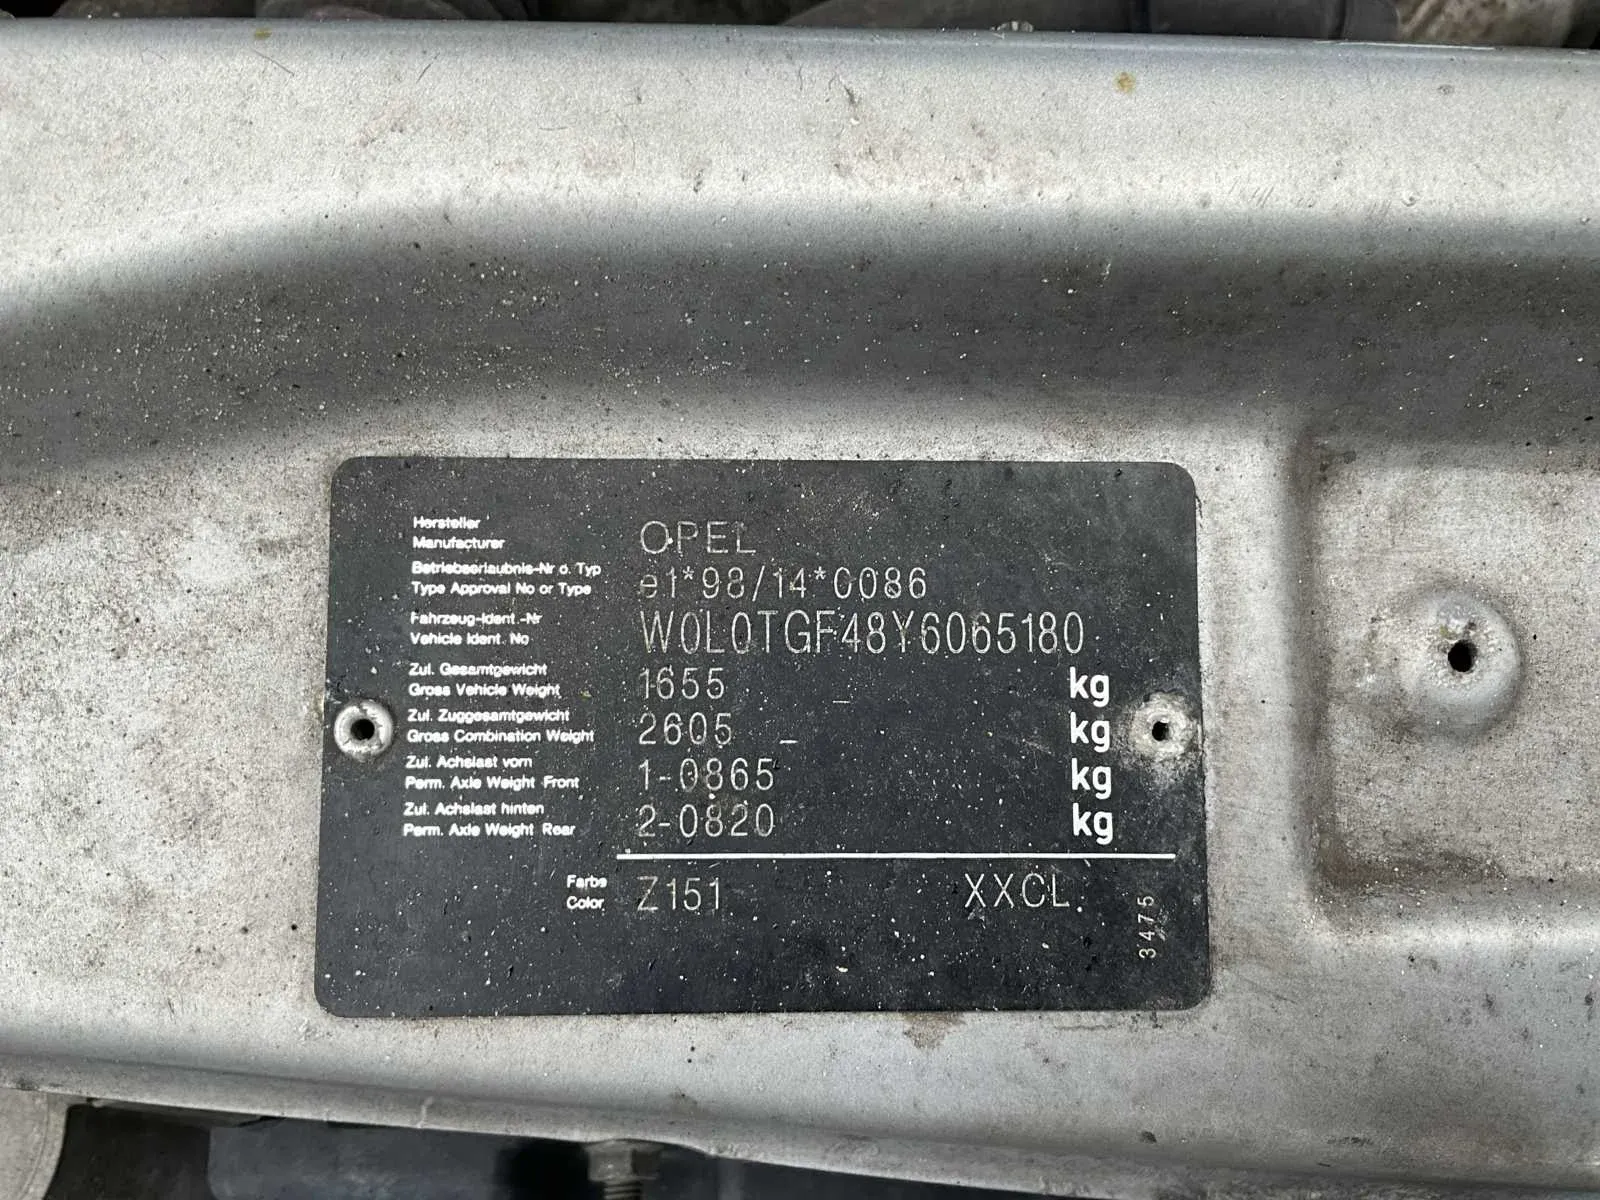 Hersteller
Manufacturer OPEL
Betriebserlaubnis-Nr o. Typ
Type Approval No or Type e1*98/14*0086
Fahrzeug-Ident.-Nr
Vehicle Ident. No W0L0TGF48Y6065180
Zul. Gesamtgewicht
Gross Vehicle Weight 1655 kg
Zul. Zuggesamtgewicht
Gross Combination Weight 2605 kg
Zul. Achslast vorn
Perm. Axle Weight Front 1-0865 kg
Zul. Achslast hinten
Perm. Axle Weight Rear 2-0820 kg
Farbe
Color Z151 XXCL
3475